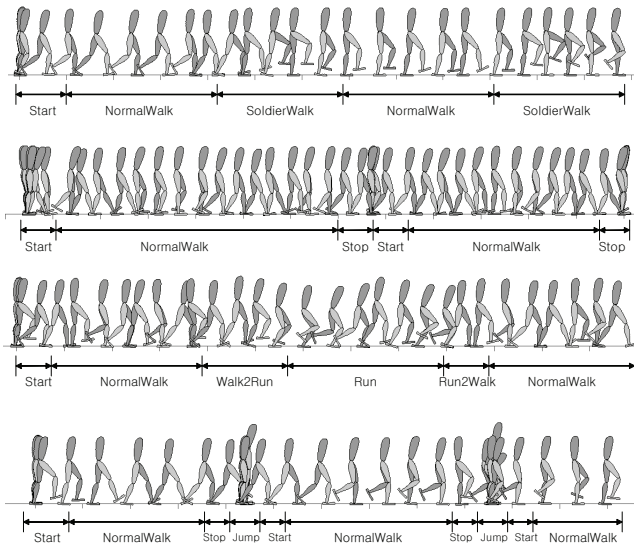 Start NormalWalk SoldierWalk NormalWalk SoldierWalk
Start NormalWalk Stop Start NormalWalk Stop
Start NormalWalk Walk2Run Run Run2Walk NormalWalk
Start NormalWalk Stop Jump Start NormalWalk Stop Jump Start NormalWalk